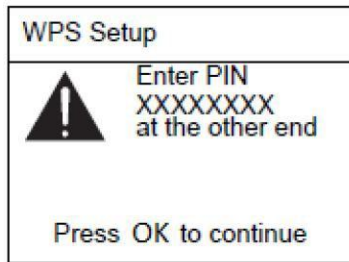 WPS Setup
Enter PIN
XXXXXXXX
at the other end
Press OK to continue